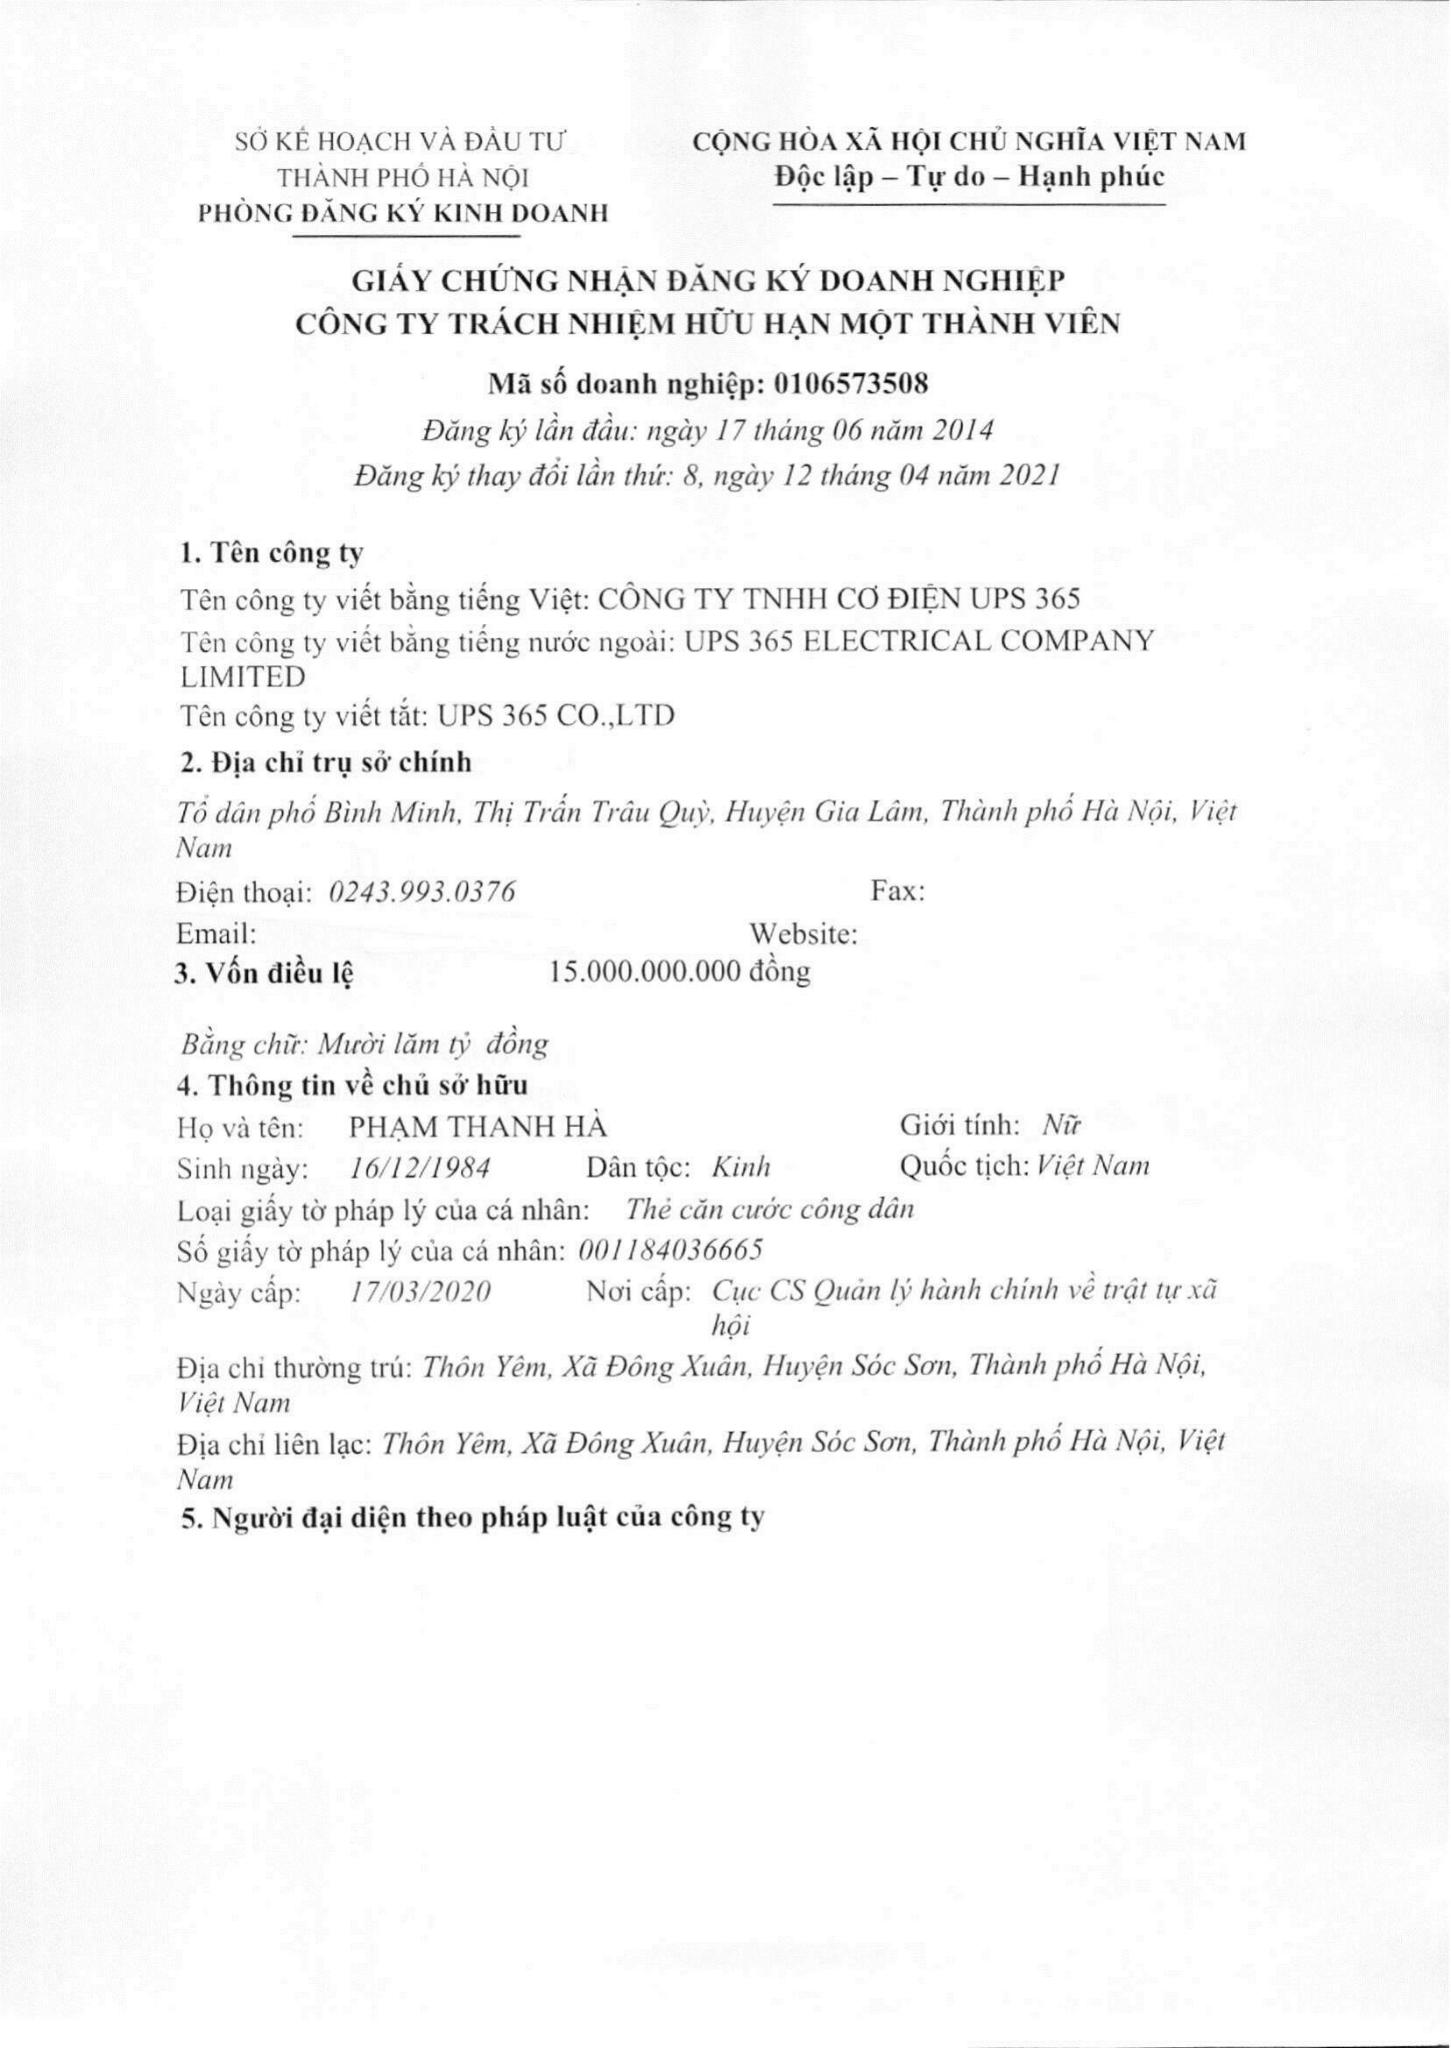 SỞ KẾ HOẠCH VÀ ĐẦU TƯ
THÀNH PHỐ HÀ NỘI
PHÒNG ĐĂNG KÝ KINH DOANH
CỘNG HÒA XÃ HỘI CHỦ NGHĨA VIỆT NAM
Độc lập – Tự do – Hạnh phúc
GIẤY CHỨNG NHẬN ĐĂNG KÝ DOANH NGHIỆP
CÔNG TY TRÁCH NHIỆM HỮU HẠN MỘT THÀNH VIÊN
Mã số doanh nghiệp: 0106573508
Đăng ký lần đầu: ngày 17 tháng 06 năm 2014
Đăng ký thay đổi lần thứ: 8, ngày 12 tháng 04 năm 2021
1. Tên công ty
Tên công ty viết bằng tiếng Việt: CÔNG TY TNHH CƠ ĐIỆN UPS 365
Tên công ty viết bằng tiếng nước ngoài: UPS 365 ELECTRICAL COMPANY
LIMITED
Tên công ty viết tắt: UPS 365 CO.,LTD
2. Địa chỉ trụ sở chính
Tổ dân phố Bình Minh, Thị Trấn Trâu Quỳ, Huyện Gia Lâm, Thành phố Hà Nội, Việt
Nam
Điện thoại: 0243.993.0376 Fax:
Email: Website:
3. Vốn điều lệ 15.000.000.000 đồng
Bằng chữ: Mười lăm tỷ đồng
4. Thông tin về chủ sở hữu
Họ và tên: PHẠM THANH HÀ Giới tính: Nữ
Sinh ngày: 16/12/1984 Dân tộc: Kinh Quốc tịch: Việt Nam
Loại giấy tờ pháp lý của cá nhân: Thẻ căn cước công dân
Số giấy tờ pháp lý của cá nhân: 001184036665
Ngày cấp: 17/03/2020 Nơi cấp: Cục CS Quản lý hành chính về trật tự xã
hội
Địa chỉ thường trú: Thôn Yêm, Xã Đông Xuân, Huyện Sóc Sơn, Thành phố Hà Nội,
Việt Nam
Địa chỉ liên lạc: Thôn Yêm, Xã Đông Xuân, Huyện Sóc Sơn, Thành phố Hà Nội, Việt
Nam
5. Người đại diện theo pháp luật của công ty